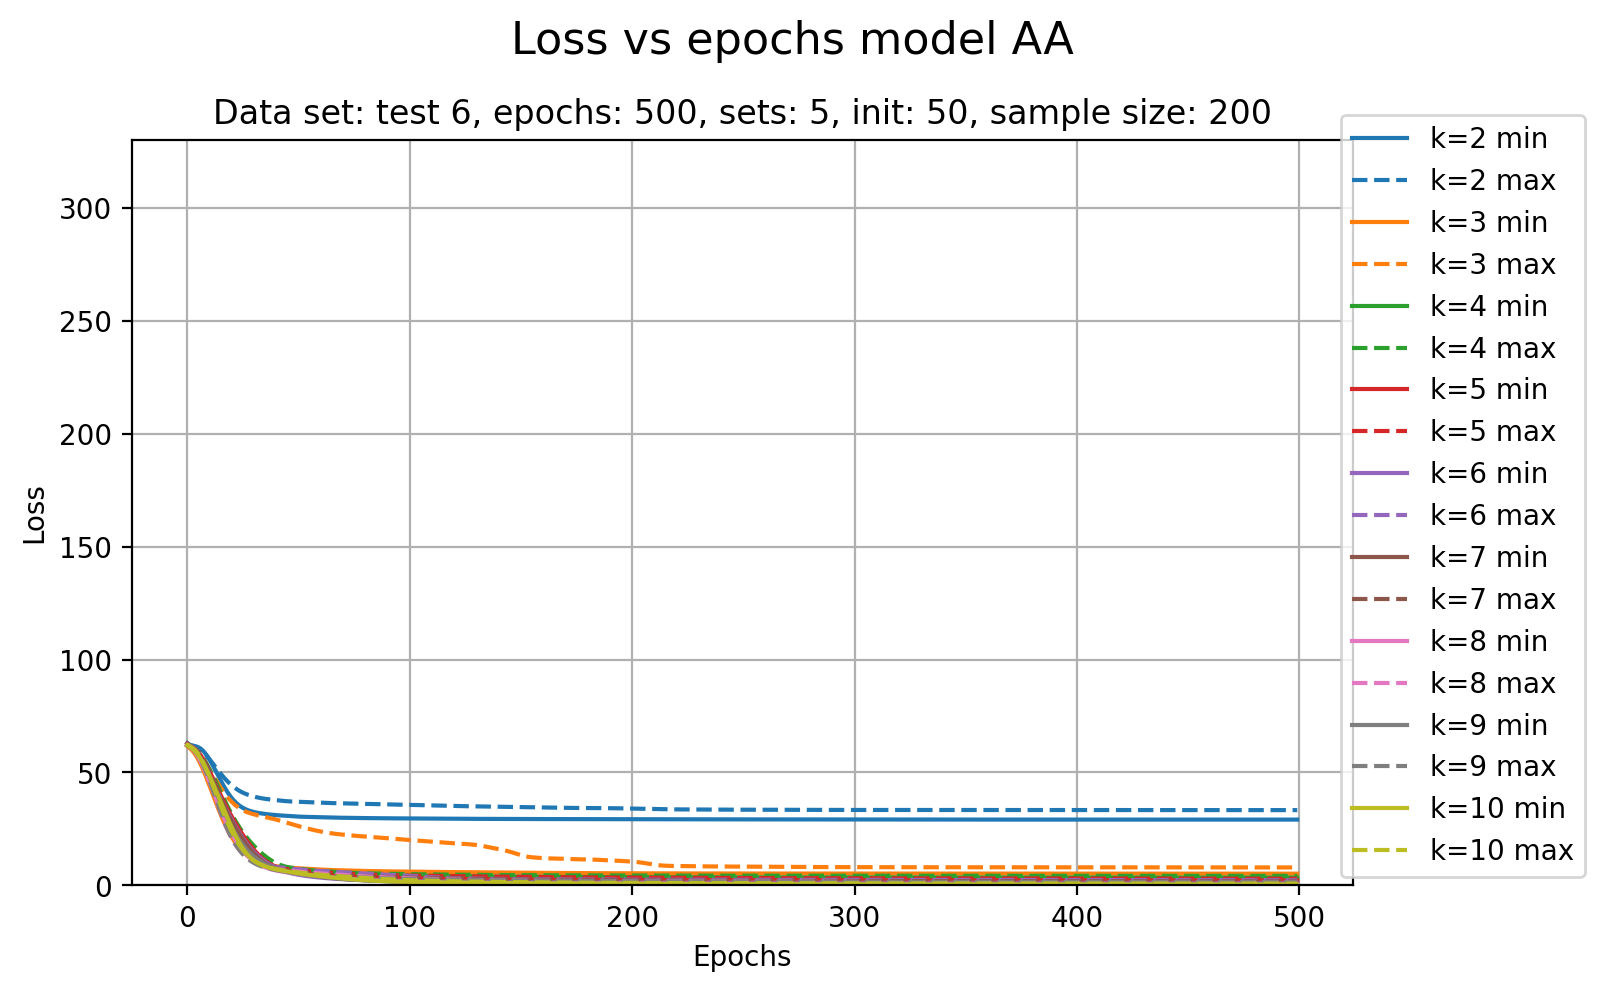 Loss vs epochs model AA
Data set: test 6, epochs: 500, sets: 5, init: 50, sample size: 200
300
250
200
150
100
50
0
Loss
0 100 200 300 400 500
Epochs
k=2 min
k=2 max
k=3 min
k=3 max
k=4 min
k=4 max
k=5 min
k=5 max
k=6 min
k=6 max
k=7 min
k=7 max
k=8 min
k=8 max
k=9 min
k=9 max
k=10 min
k=10 max